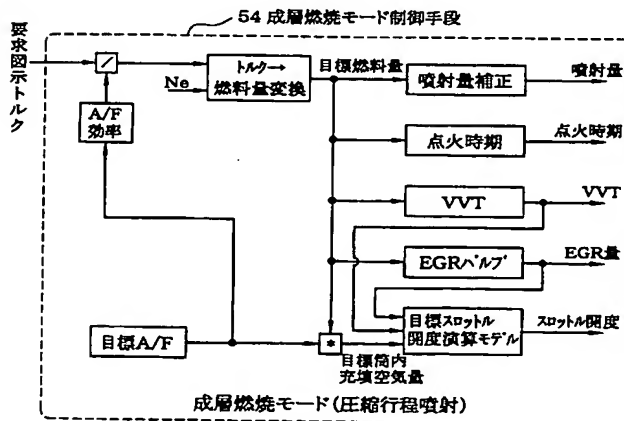 54 成層燃焼モード制御手段
要求図示トルク
/
トルク→
燃料量変換
Ne
目標燃料量
噴射量補正
噴射量
A/F
効率
点火時期
点火時期
VVT
VVT
EGRバルブ
EGR量
目標A/F
*
目標筒内
充填空気量
目標スロットル
開度演算モデル
スロットル開度
成層燃焼モード(圧縮行程噴射)